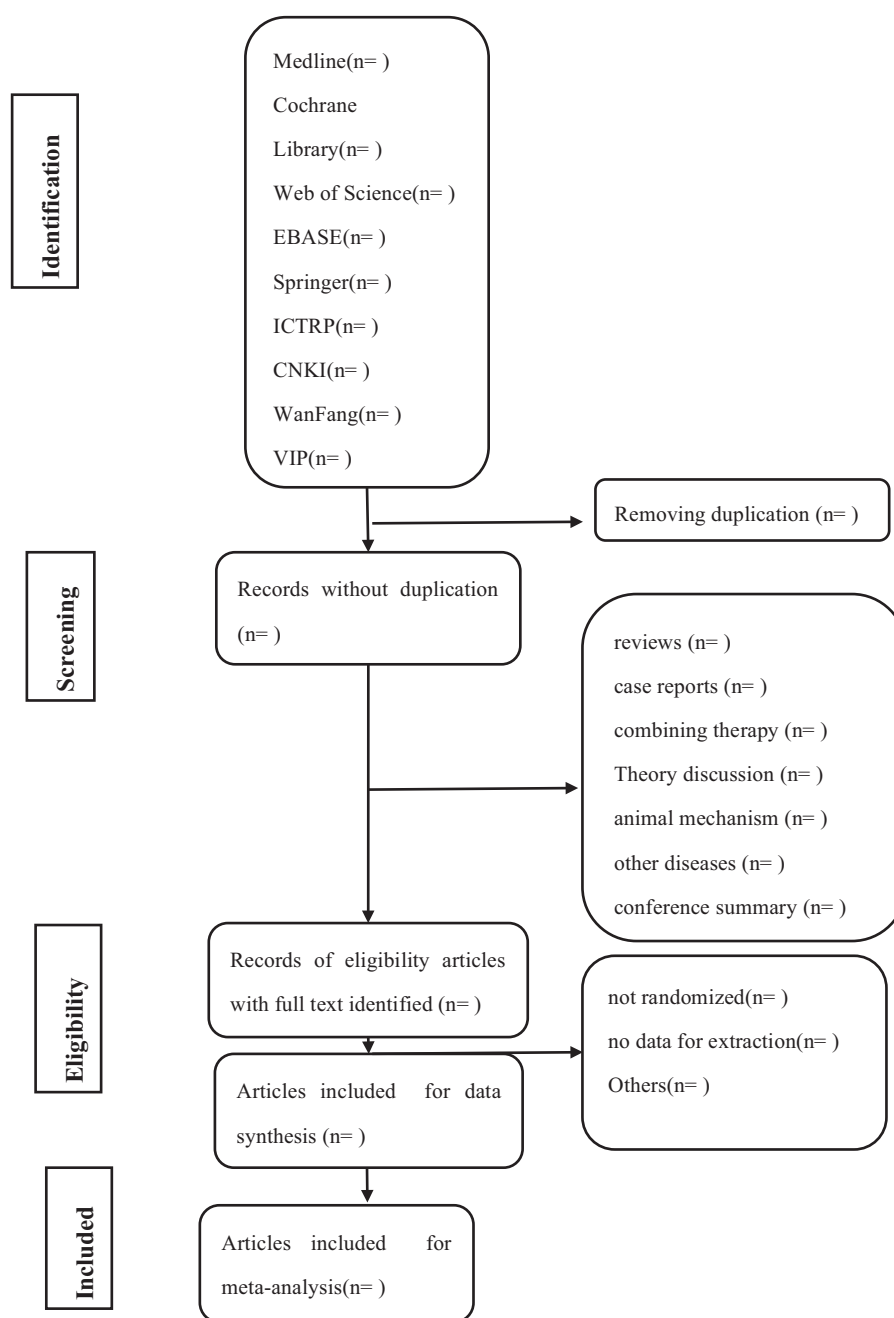 Identification
Medline(n= )
Cochrane
Library(n= )
Web of Science(n= )
EBASE(n= )
Springer(n= )
ICTRP(n= )
CNKI(n= )
WanFang(n= )
VIP(n= )
Removing duplication (n= )
Screening
Records without duplication
(n= )
reviews (n= )
case reports (n= )
combining therapy (n= )
Theory discussion (n= )
animal mechanism (n= )
other diseases (n= )
conference summary (n= )
Eligibility
Records of eligibility articles
with full text identified (n= )
not randomized(n= )
no data for extraction(n= )
Others(n= )
Articles included for data
synthesis (n= )
Included
Articles included for
meta-analysis(n= )